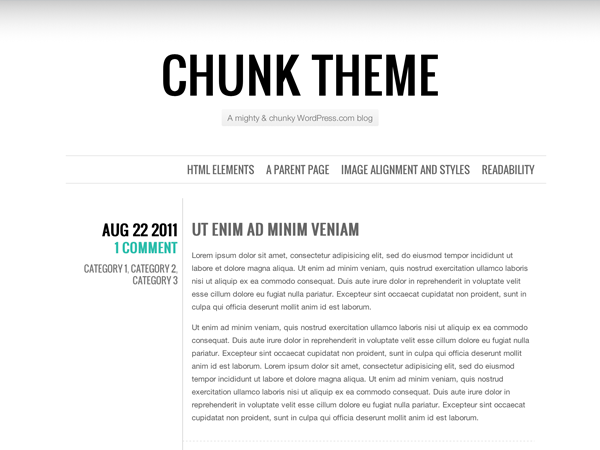 CHUNK THEME
A mighty & chunky WordPress.com blog
HTML ELEMENTS A PARENT PAGE IMAGE ALIGNMENT AND STYLES READABILITY
AUG 22 2011
1 COMMENT
CATEGORY 1, CATEGORY 2,
CATEGORY 3
UT ENIM AD MINIM VENIAM
Lorem ipsum dolor sit amet, consectetur adipisicing elit, sed do eiusmod tempor incididunt ut
labore et dolore magna aliqua. Ut enim ad minim veniam, quis nostrud exercitation ullamco laboris
nisi ut aliquip ex ea commodo consequat. Duis aute irure dolor in reprehenderit in voluptate velit
esse cillum dolore eu fugiat nulla pariatur. Excepteur sint occaecat cupidatat non proident, sunt in
culpa qui officia deserunt mollit anim id est laborum.
Ut enim ad minim veniam, quis nostrud exercitation ullamco laboris nisi ut aliquip ex ea commodo
consequat. Duis aute irure dolor in reprehenderit in voluptate velit esse cillum dolore eu fugiat nulla
pariatur. Excepteur sint occaecat cupidatat non proident, sunt in culpa qui officia deserunt mollit
anim id est laborum. Lorem ipsum dolor sit amet, consectetur adipisicing elit, sed do eiusmod
tempor incididunt ut labore et dolore magna aliqua. Ut enim ad minim veniam, quis nostrud
exercitation ullamco laboris nisi ut aliquip ex ea commodo consequat. Duis aute irure dolor in
reprehenderit in voluptate velit esse cillum dolore eu fugiat nulla pariatur. Excepteur sint occaecat
cupidatat non proident, sunt in culpa qui officia deserunt mollit anim id est laborum.